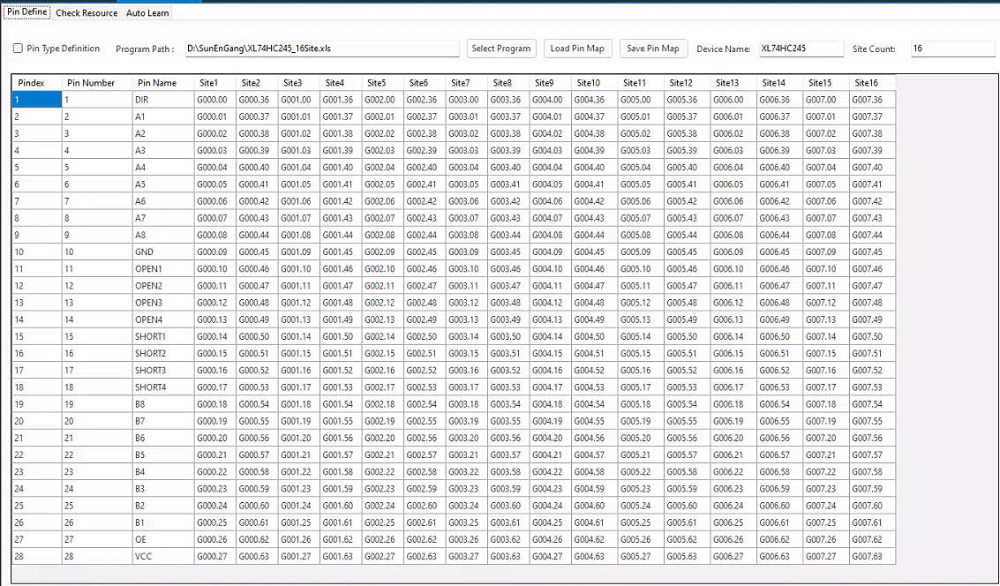 Pin Define Check Resource Auto Learn
Pin Type Definition Program Path : D:\SunEnGang\XL74HC245_16Site.xls Select Program Load Pin Map Save Pin Map Device Name: XL74HC245 Site Count: 16
Pindex Pin Number Pin Name Site1 Site2 Site3 Site4 Site5 Site6 Site7 Site8 Site9 Site10 Site11 Site12 Site13 Site14 Site15 Site16
1 1 DIR G000.00 G000.36 G001.00 G001.36 G002.00 G002.36 G003.00 G003.36 G004.00 G004.36 G005.00 G005.36 G006.00 G006.36 G007.00 G007.36
2 2 A1 G000.01 G000.37 G001.01 G001.37 G002.01 G002.37 G003.01 G003.37 G004.01 G004.37 G005.01 G005.37 G006.01 G006.37 G007.01 G007.37
3 3 A2 G000.02 G000.38 G001.02 G001.38 G002.02 G002.38 G003.02 G003.38 G004.02 G004.38 G005.02 G005.38 G006.02 G006.38 G007.02 G007.38
4 4 A3 G000.03 G000.39 G001.03 G001.39 G002.03 G002.39 G003.03 G003.39 G004.03 G004.39 G005.03 G005.39 G006.03 G006.39 G007.03 G007.39
5 5 A4 G000.04 G000.40 G001.04 G001.40 G002.04 G002.40 G003.04 G003.40 G004.04 G004.40 G005.04 G005.40 G006.04 G006.40 G007.04 G007.40
6 6 A5 G000.05 G000.41 G001.05 G001.41 G002.05 G002.41 G003.05 G003.41 G004.05 G004.41 G005.05 G005.41 G006.05 G006.41 G007.05 G007.41
7 7 A6 G000.06 G000.42 G001.06 G001.42 G002.06 G002.42 G003.06 G003.42 G004.06 G004.42 G005.06 G005.42 G006.06 G006.42 G007.06 G007.42
8 8 A7 G000.07 G000.43 G001.07 G001.43 G002.07 G002.43 G003.07 G003.43 G004.07 G004.43 G005.07 G005.43 G006.07 G006.43 G007.07 G007.43
9 9 A8 G000.08 G000.44 G001.08 G001.44 G002.08 G002.44 G003.08 G003.44 G004.08 G004.44 G005.08 G005.44 G006.08 G006.44 G007.08 G007.44
10 10 GND G000.09 G000.45 G001.09 G001.45 G002.09 G002.45 G003.09 G003.45 G004.09 G004.45 G005.09 G005.45 G006.09 G006.45 G007.09 G007.45
11 11 OPEN1 G000.10 G000.46 G001.10 G001.46 G002.10 G002.46 G003.10 G003.46 G004.10 G004.46 G005.10 G005.46 G006.10 G006.46 G007.10 G007.46
12 12 OPEN2 G000.11 G000.47 G001.11 G001.47 G002.11 G002.47 G003.11 G003.47 G004.11 G004.47 G005.11 G005.47 G006.11 G006.47 G007.11 G007.47
13 13 OPEN3 G000.12 G000.48 G001.12 G001.48 G002.12 G002.48 G003.12 G003.48 G004.12 G004.48 G005.12 G005.48 G006.12 G006.48 G007.12 G007.48
14 14 OPEN4 G000.13 G000.49 G001.13 G001.49 G002.13 G002.49 G003.13 G003.49 G004.13 G004.49 G005.13 G005.49 G006.13 G006.49 G007.13 G007.49
15 15 SHORT1 G000.14 G000.50 G001.14 G001.50 G002.14 G002.50 G003.14 G003.50 G004.14 G004.50 G005.14 G005.50 G006.14 G006.50 G007.14 G007.50
16 16 SHORT2 G000.15 G000.51 G001.15 G001.51 G002.15 G002.51 G003.15 G003.51 G004.15 G004.51 G005.15 G005.51 G006.15 G006.51 G007.15 G007.51
17 17 SHORT3 G000.16 G000.52 G001.16 G001.52 G002.16 G002.52 G003.16 G003.52 G004.16 G004.52 G005.16 G005.52 G006.16 G006.52 G007.16 G007.52
18 18 SHORT4 G000.17 G000.53 G001.17 G001.53 G002.17 G002.53 G003.17 G003.53 G004.17 G004.53 G005.17 G005.53 G006.17 G006.53 G007.17 G007.53
19 19 B8 G000.18 G000.54 G001.18 G001.54 G002.18 G002.54 G003.18 G003.54 G004.18 G004.54 G005.18 G005.54 G006.18 G006.54 G007.18 G007.54
20 20 B7 G000.19 G000.55 G001.19 G001.55 G002.19 G002.55 G003.19 G003.55 G004.19 G004.55 G005.19 G005.55 G006.19 G006.55 G007.19 G007.55
21 21 B6 G000.20 G000.56 G001.20 G001.56 G002.20 G002.56 G003.20 G003.56 G004.20 G004.56 G005.20 G005.56 G006.20 G006.56 G007.20 G007.56
22 22 B5 G000.21 G000.57 G001.21 G001.57 G002.21 G002.57 G003.21 G003.57 G004.21 G004.57 G005.21 G005.57 G006.21 G006.57 G007.21 G007.57
23 23 B4 G000.22 G000.58 G001.22 G001.58 G002.22 G002.58 G003.22 G003.58 G004.22 G004.58 G005.22 G005.58 G006.22 G006.58 G007.22 G007.58
24 24 B3 G000.23 G000.59 G001.23 G001.59 G002.23 G002.59 G003.23 G003.59 G004.23 G004.59 G005.23 G005.59 G006.23 G006.59 G007.23 G007.59
25 25 B2 G000.24 G000.60 G001.24 G001.60 G002.24 G002.60 G003.24 G003.60 G004.24 G004.60 G005.24 G005.60 G006.24 G006.60 G007.24 G007.60
26 26 B1 G000.25 G000.61 G001.25 G001.61 G002.25 G002.61 G003.25 G003.61 G004.25 G004.61 G005.25 G005.61 G006.25 G006.61 G007.25 G007.61
27 27 OE G000.26 G000.62 G001.26 G001.62 G002.26 G002.62 G003.26 G003.62 G004.26 G004.62 G005.26 G005.62 G006.26 G006.62 G007.26 G007.62
28 28 VCC G000.27 G000.63 G001.27 G001.63 G002.27 G002.63 G003.27 G003.63 G004.27 G004.63 G005.27 G005.63 G006.27 G006.63 G007.27 G007.63